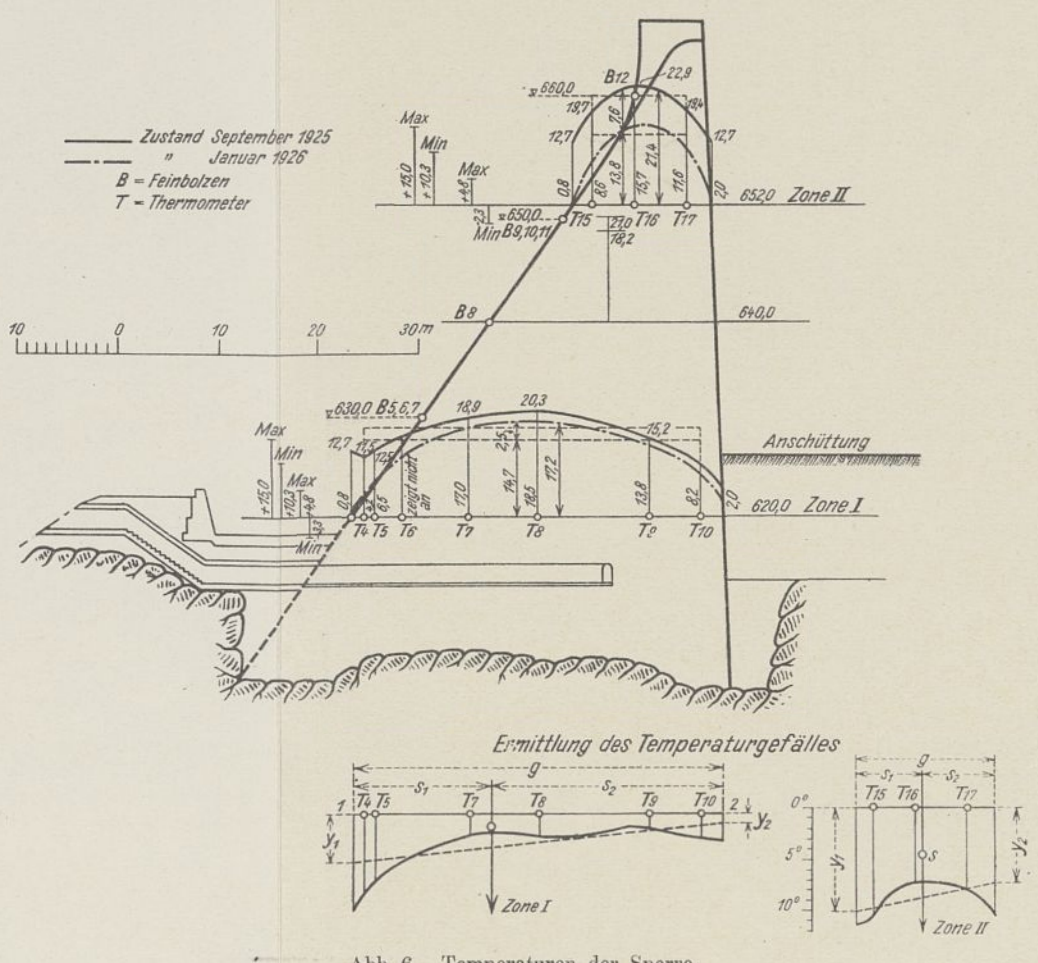 Zustand September 1925
" Januar 1926
B = Feinbolzen
T = Thermometer
B12
22,9
660,0
19,7
7,6
19,4
12,7
12,7
Max
+15,0
Min
+10,3
Max
+4,8
2,3
Min
0,8
8,6
13,8
15,7
21,4
11,6
2,0
652,0 Zone II
650,0
B9,10,11
T15
T16
T17
21,0
18,2
B8
640,0
10 0 20 30 m
630,0 B5,6,7
18,9
20,3
15,2
12,7
17,5
12,5
2,5
Anschüttung
Max
+15,0
Min
+10,3
Max
+4,8
3,3
Min
0,8
4,3
6,5
zeigt nicht
an
17,0
14,7
18,5
17,2
13,8
8,2
2,0
620,0 Zone I
T4 T5 T6 T7 T8 T9 T10
Ermittlung des Temperaturgefälles
g
s1
s2
1 T4 T5 T7 T8 T9 T10 2
y1
y2
Zone I
g
s1
s2
T15 T16 T17
0°
5°
10°
y1
y2
s
Zone II
Abb. 6. Temperaturen der Sperre